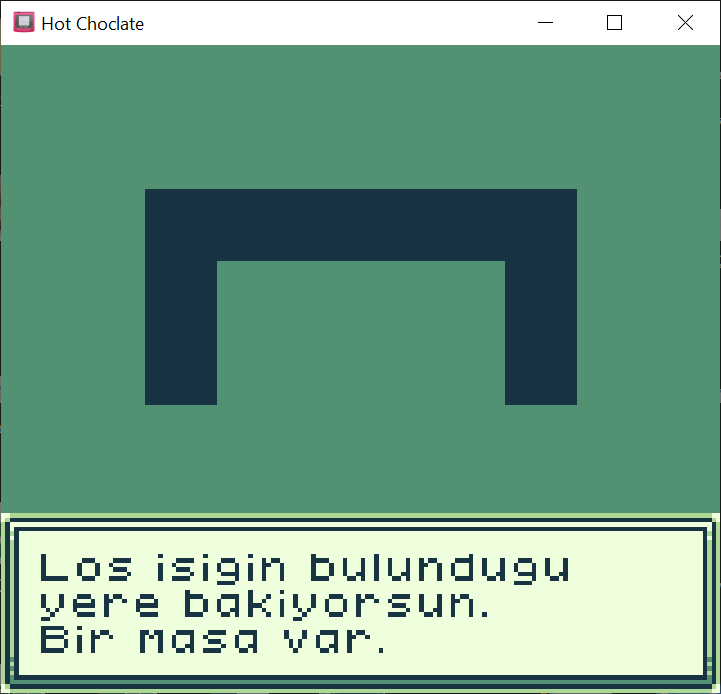 Hot Choclate
Los isigin bulundugu
yere bakiyorsun.
Bir masa var.